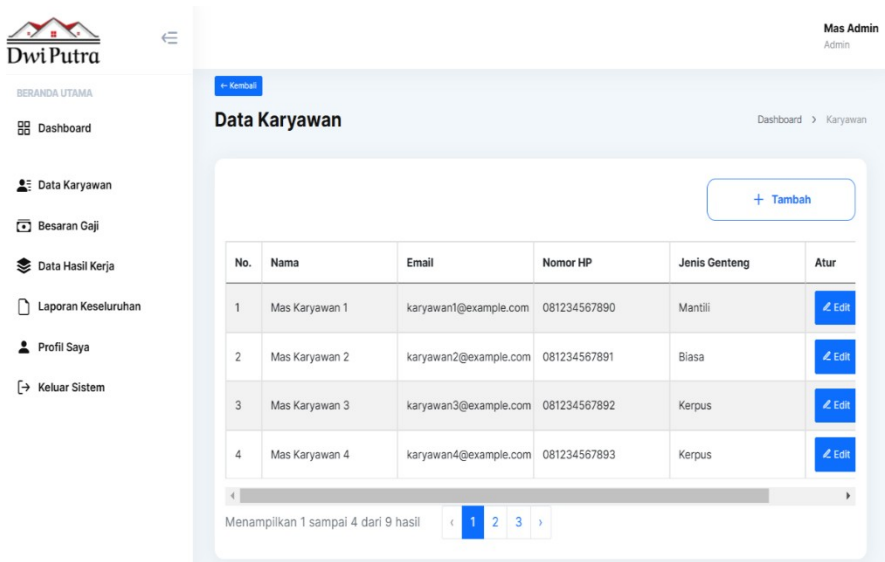 Dwi Putra
Mas Admin
Admin
BERANDA UTAMA
Dashboard
Data Karyawan
Besaran Gaji
Data Hasil Kerja
Laporan Keseluruhan
Profil Saya
Keluar Sistem
← Kembali
Data Karyawan
Dashboard > Karyawan
+ Tambah
No. Nama Email Nomor HP Jenis Genteng Atur
1 Mas Karyawan 1 karyawan1@example.com 081234567890 Mantili Edit
2 Mas Karyawan 2 karyawan2@example.com 081234567891 Biasa Edit
3 Mas Karyawan 3 karyawan3@example.com 081234567892 Kerpus Edit
4 Mas Karyawan 4 karyawan4@example.com 081234567893 Kerpus Edit
Menampilkan 1 sampai 4 dari 9 hasil ‹ 1 2 3 ›